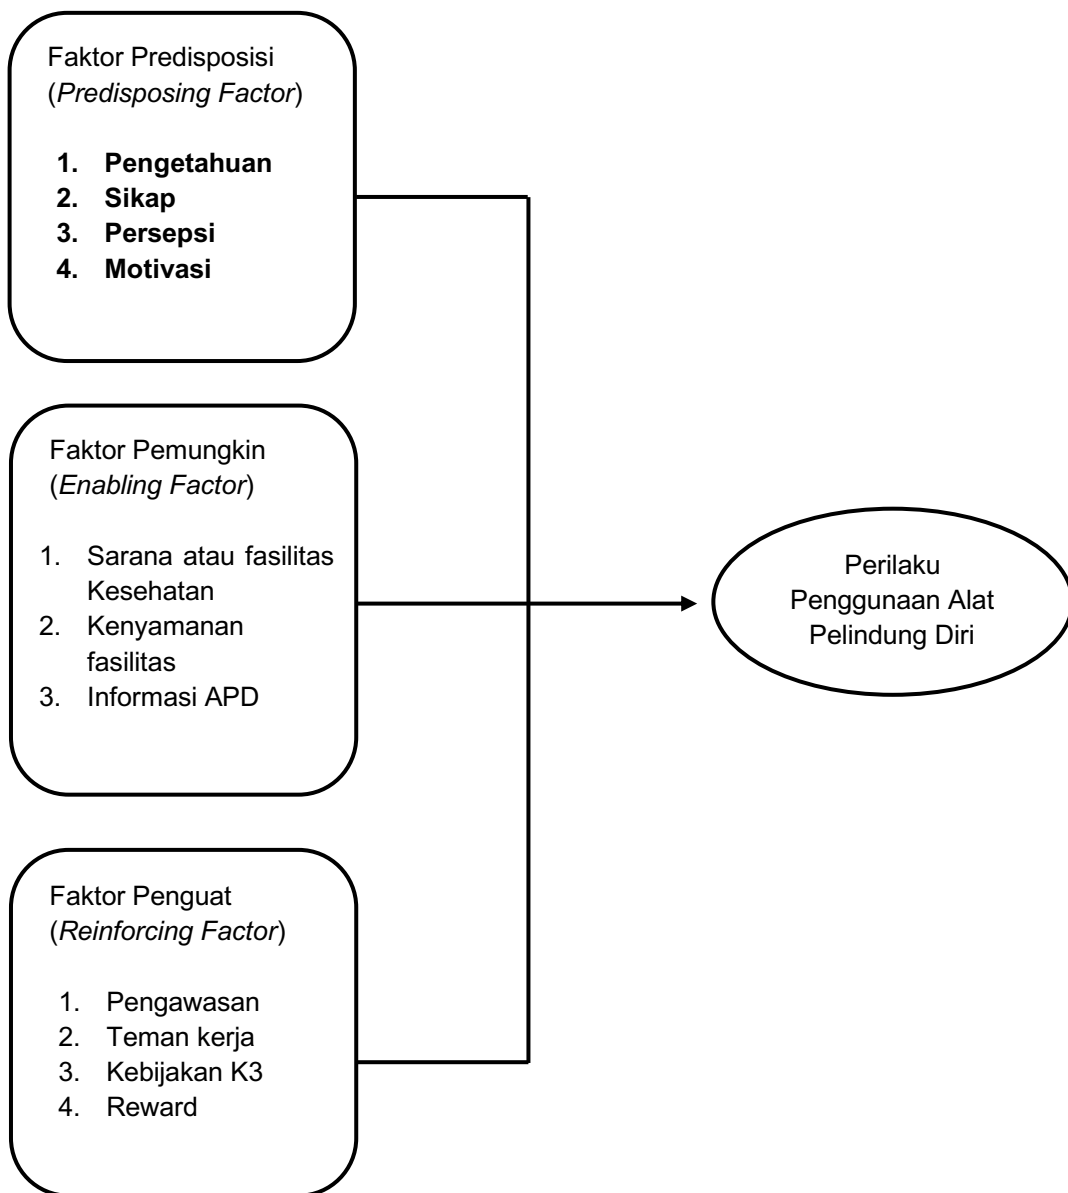 Faktor Predisposisi
(Predisposing Factor)
1. Pengetahuan
2. Sikap
3. Persepsi
4. Motivasi
Faktor Pemungkin
(Enabling Factor)
1. Sarana atau fasilitas
Kesehatan
2. Kenyamanan
fasilitas
3. Informasi APD
Perilaku
Penggunaan Alat
Pelindung Diri
Faktor Penguat
(Reinforcing Factor)
1. Pengawasan
2. Teman kerja
3. Kebijakan K3
4. Reward